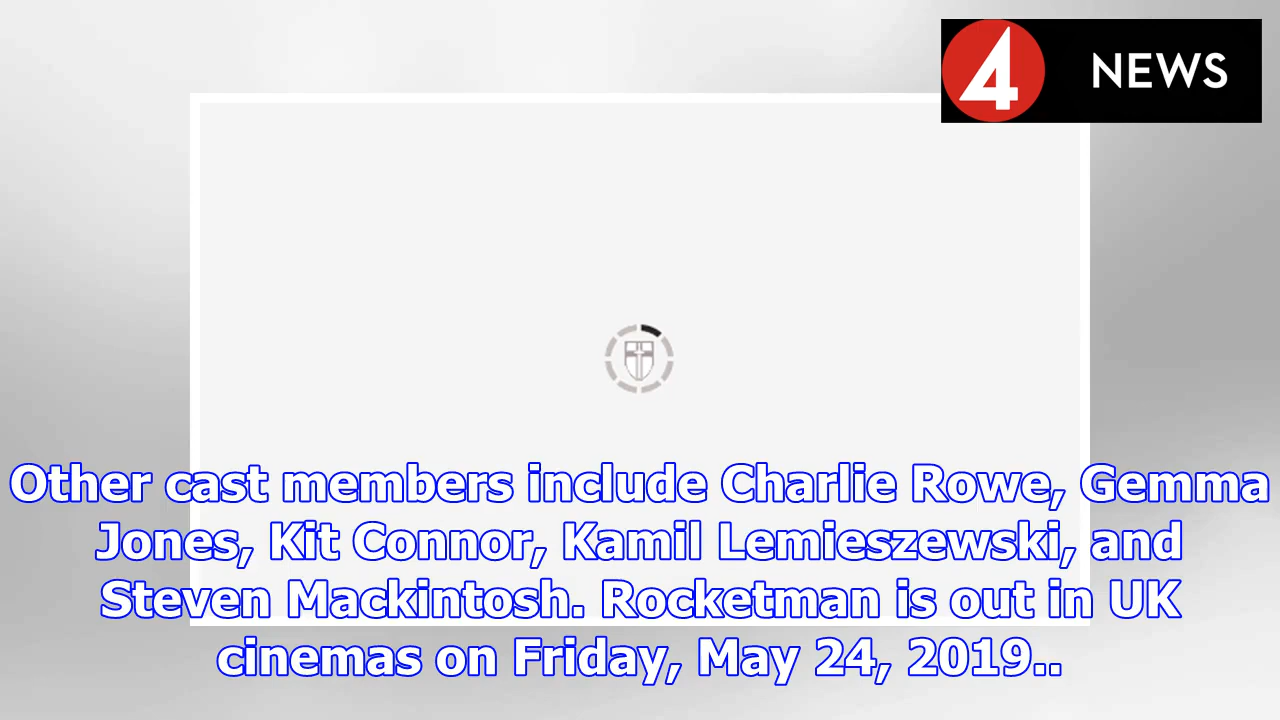 4 NEWS
Other cast members include Charlie Rowe, Gemma
Jones, Kit Connor, Kamil Lemieszewski, and
Steven Mackintosh. Rocketman is out in UK
cinemas on Friday, May 24, 2019..